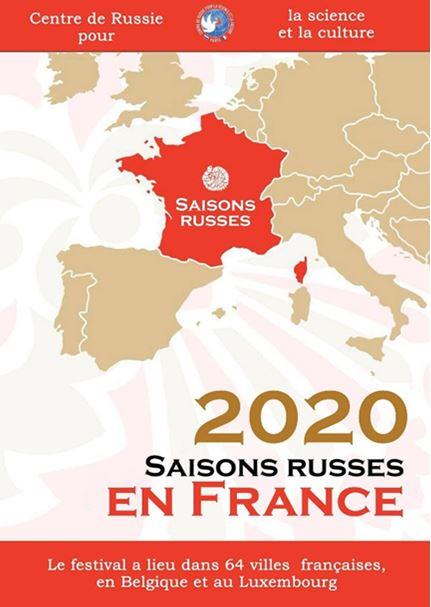 Centre de Russie
pour
la science
et la culture
SAISONS
RUSSES
2020
SAISONS RUSSES
EN FRANCE
Le festival a lieu dans 64 villes françaises,
en Belgique et au Luxembourg